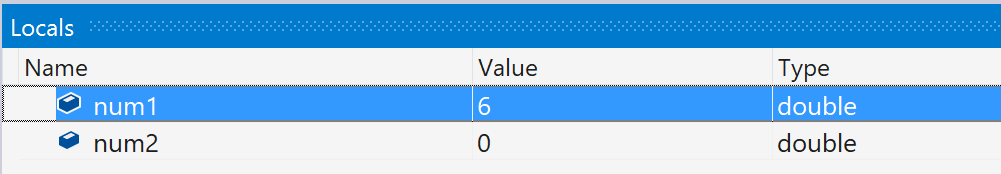 Locals
Name Value Type
num1 6 double
num2 0 double